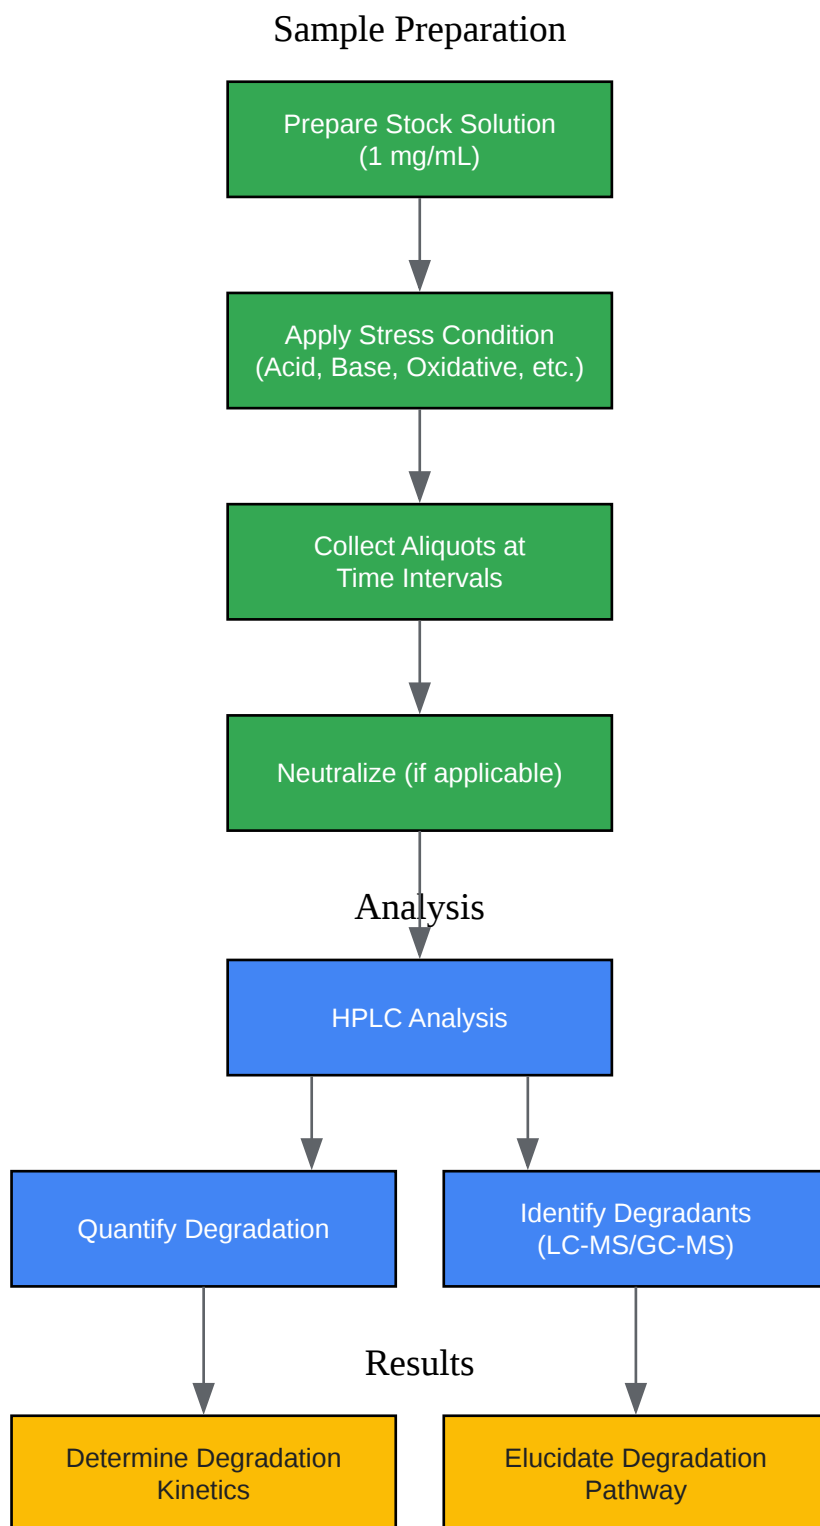 Sample Preparation
Prepare Stock Solution
(1 mg/mL)
Apply Stress Condition
(Acid, Base, Oxidative, etc.)
Collect Aliquots at
Time Intervals
Neutralize (if applicable)
Analysis
HPLC Analysis
Quantify Degradation
Identify Degradants
(LC-MS/GC-MS)
Results
Determine Degradation
Kinetics
Elucidate Degradation
Pathway